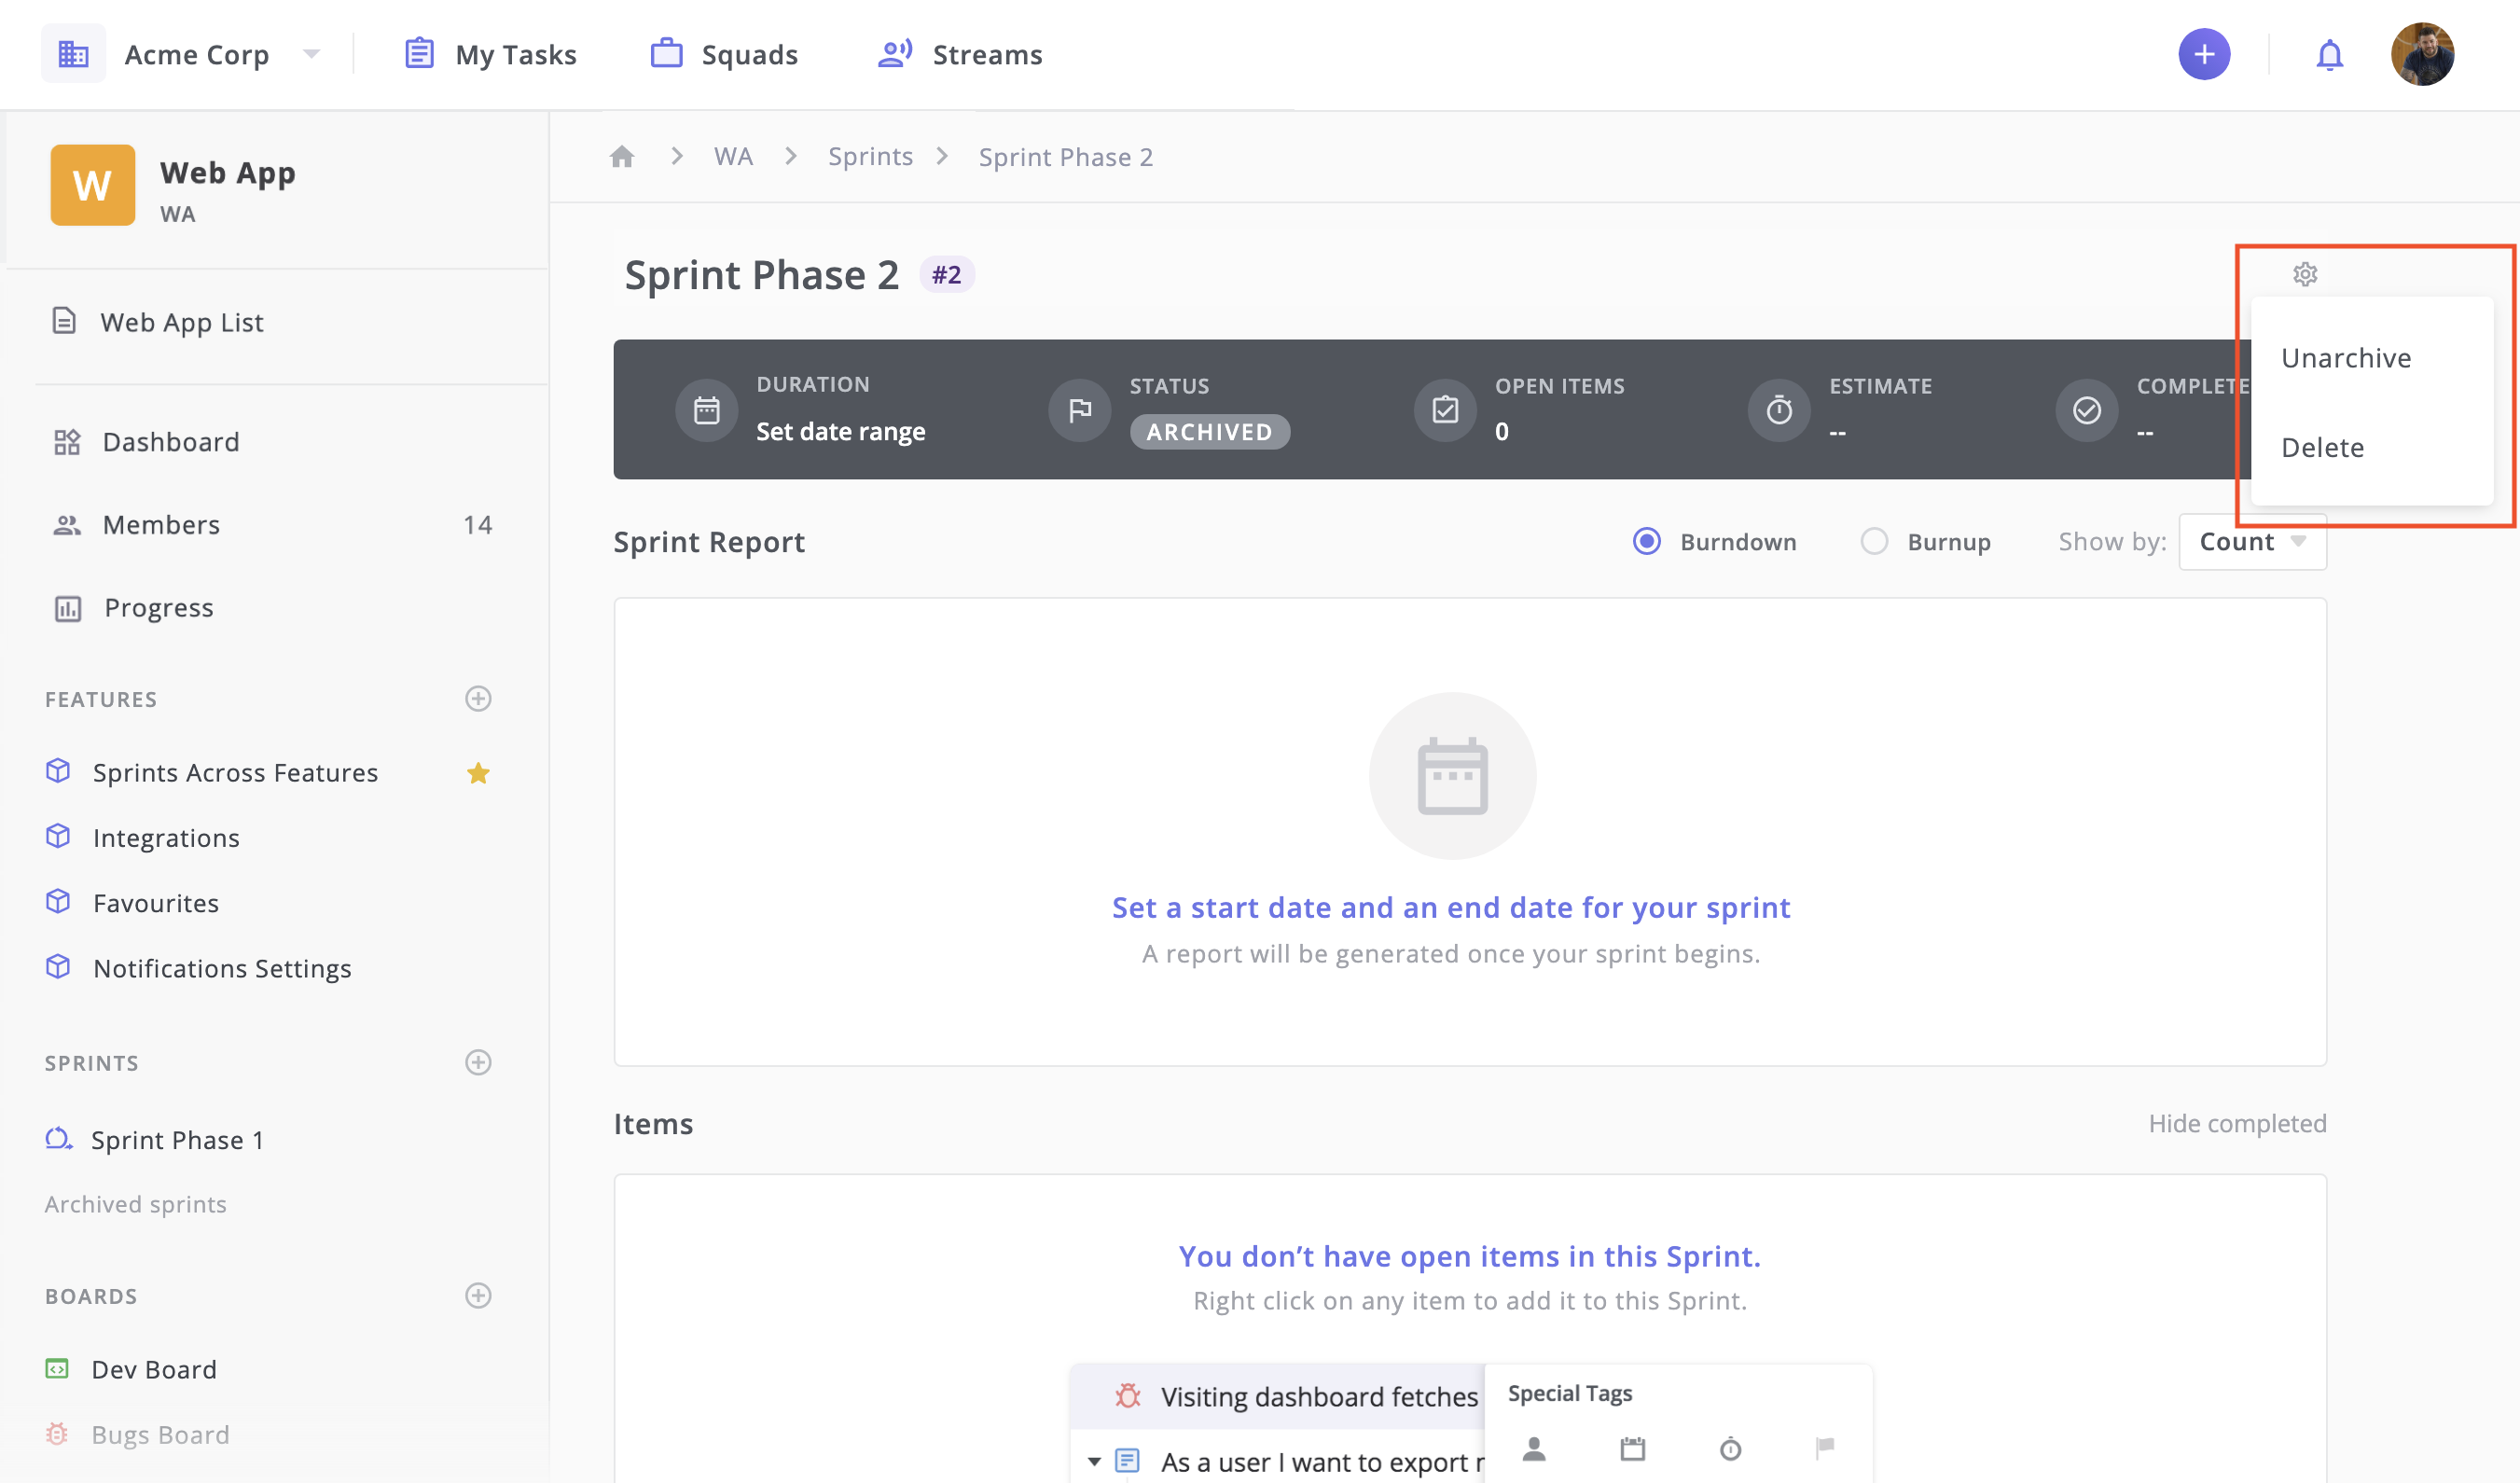 Acme Corp
My Tasks
Squads
Streams
W
Web App
WA
Web App List
Dashboard
Members 14
Progress
FEATURES
Sprints Across Features
Integrations
Favourites
Notifications Settings
SPRINTS
Sprint Phase 1
Archived sprints
BOARDS
Dev Board
Bugs Board
WA
Sprints
Sprint Phase 2
Sprint Phase 2 #2
DURATION
Set date range
STATUS
ARCHIVED
OPEN ITEMS
0
ESTIMATE
--
COMPLETE
--
Unarchive
Delete
Sprint Report
Burndown
Burnup
Show by: Count
Set a start date and an end date for your sprint
A report will be generated once your sprint begins.
Items
Hide completed
You don’t have open items in this Sprint.
Right click on any item to add it to this Sprint.
Visiting dashboard fetches
As a user I want to export
Special Tags